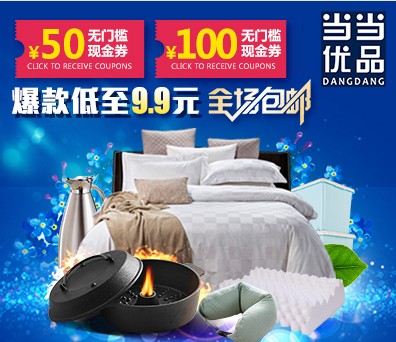 ¥50 无门槛
现金券
CLICK TO RECEIVE COUPONS
¥100 无门槛
现金券
CLICK TO RECEIVE COUPONS
当当
优品
DANGDANG
爆款低至9.9元 全场包邮